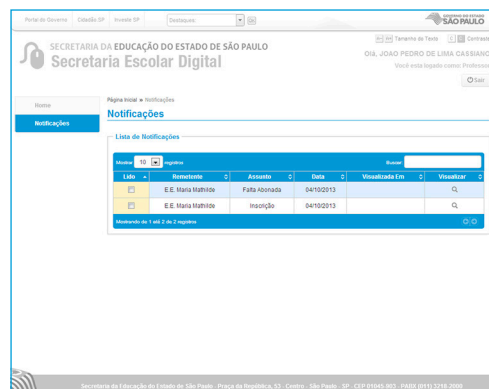 Portal do Governo Cidadão SP Investe SP Destaques GOVERNO DO ESTADO
SÃO PAULO
Tamanho do Texto Contraste
SECRETARIA DA EDUCAÇÃO DO ESTADO DE SÃO PAULO
Secretaria Escolar Digital
Olá, JOAO PEDRO DE LIMA CASSIANO
Você esta logado como: Professor
Sair
Home
Notificações
Página Inicial » Notificações
Notificações
Lista de Notificações
Mostrar 10 registros Buscar:
Lido Remetente Assunto Data Visualizada Em Visualizar
E.E. Maria Mathilde Falta Abonada 04/10/2013
E.E. Maria Mathilde Inscrição 04/10/2013
Mostrando de 1 até 2 de 2 registros
Secretaria da Educação do Estado de São Paulo - Praça da República, 53 - Centro - São Paulo - SP - CEP 01045-903 - PABX (011) 3218-2000